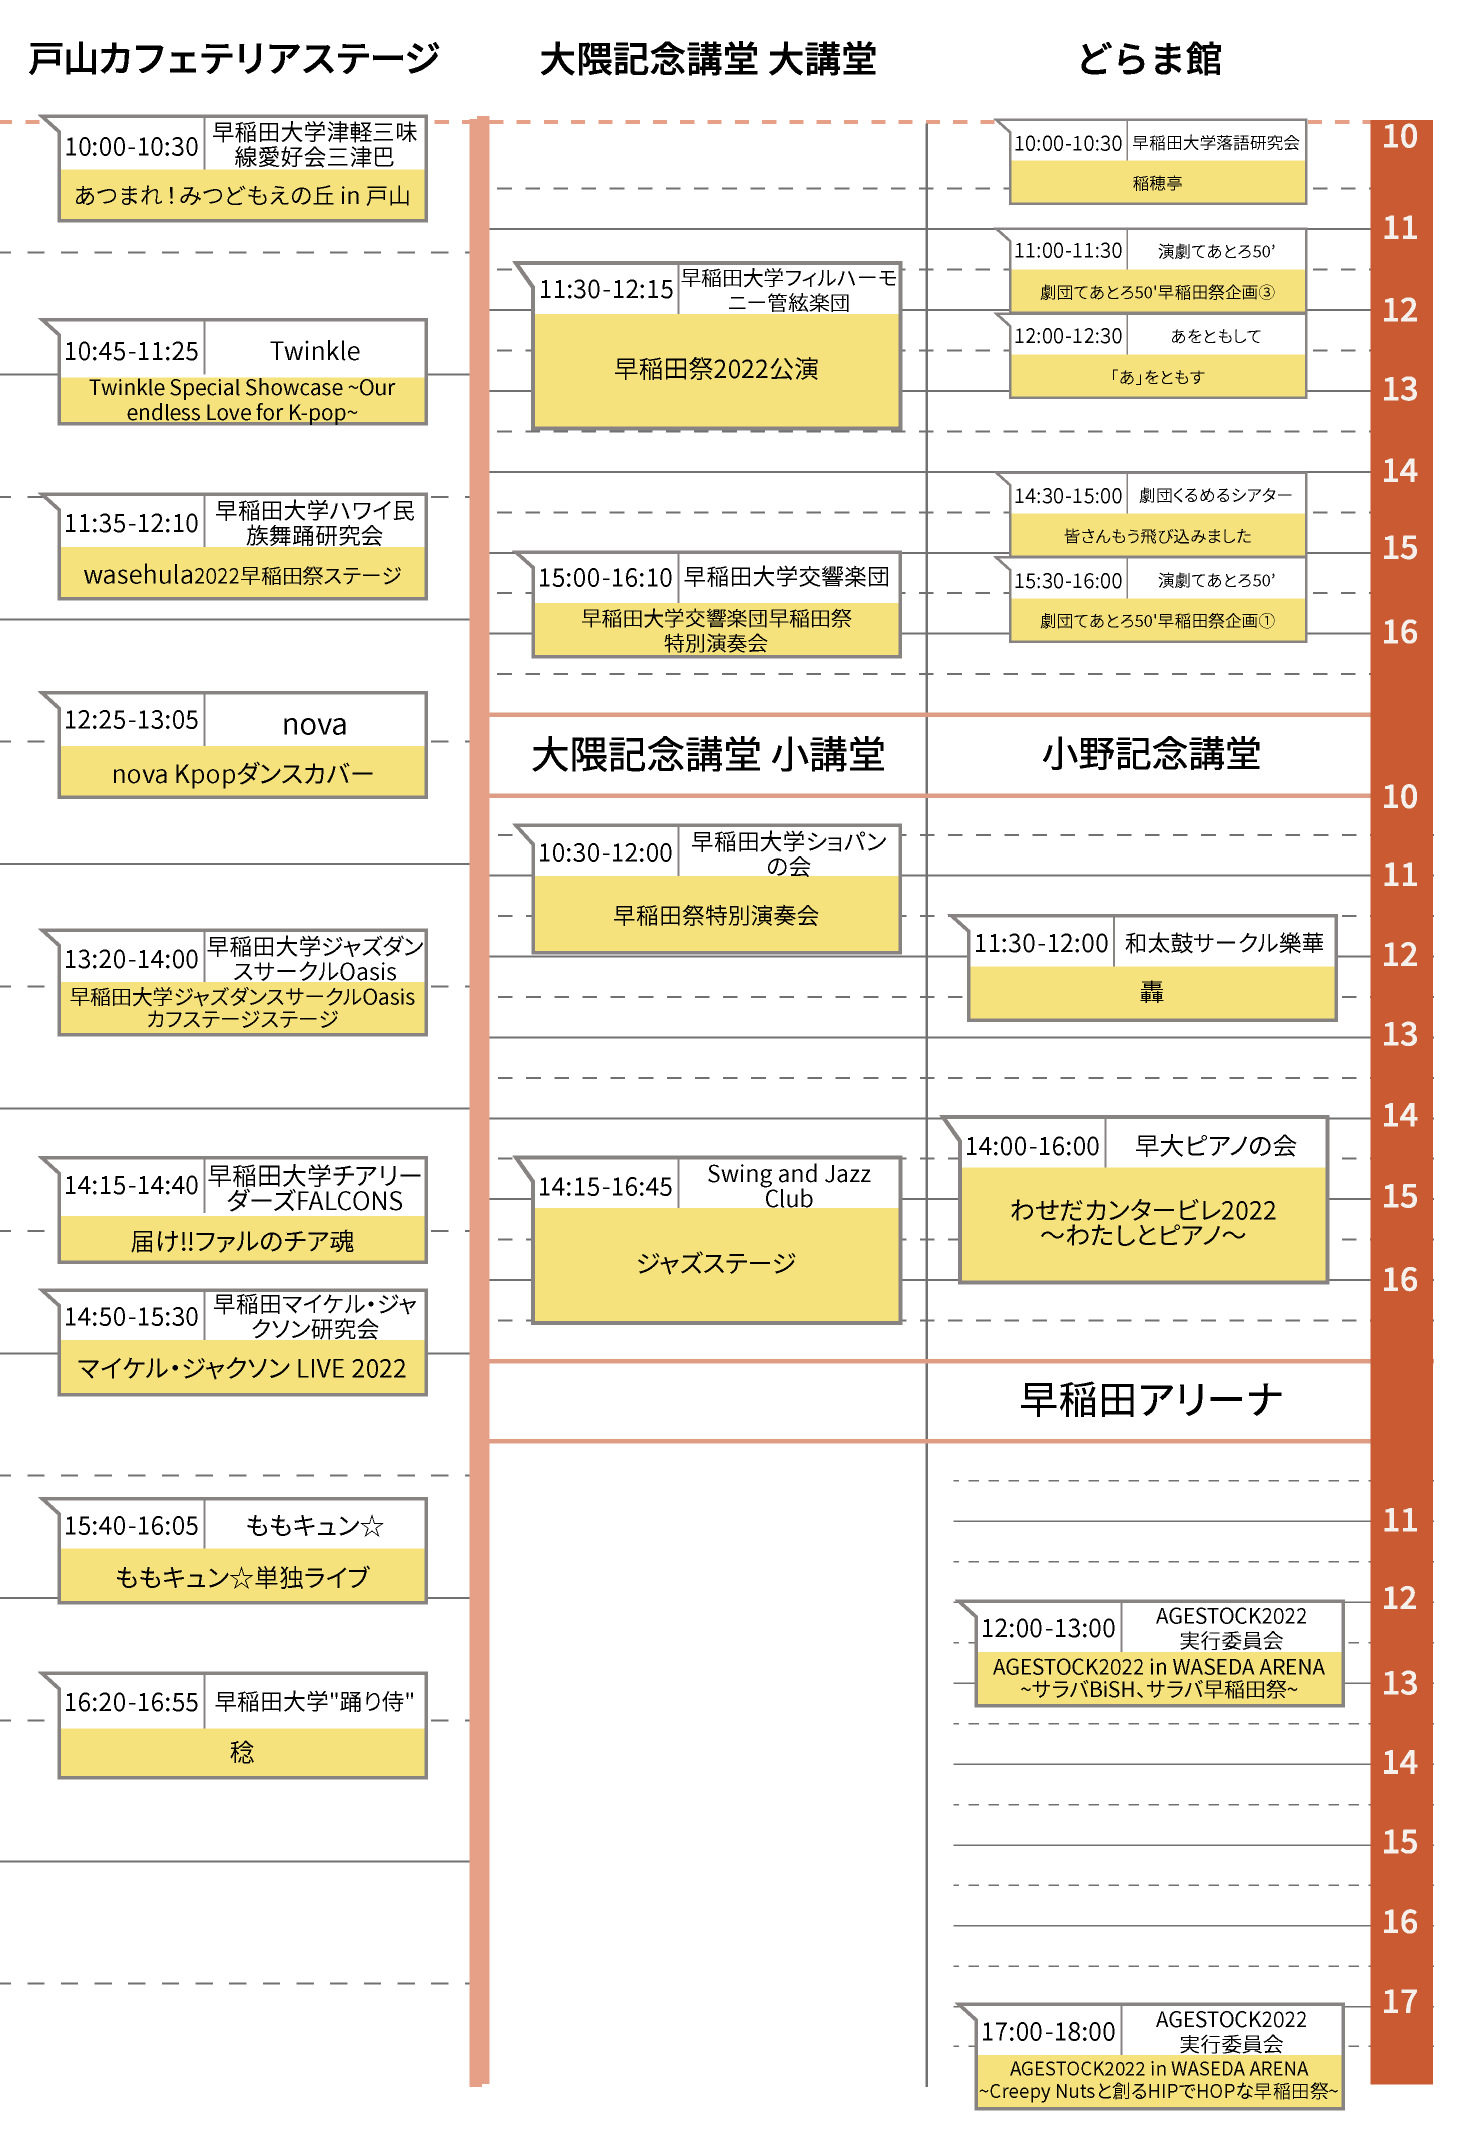 戸山カフェテリアステージ
10:00-10:30
早稲田大学津軽三味
線愛好会三津巴
あつまれ！みつどもえの丘 in 戸山
10:45-11:25
Twinkle
Twinkle Special Showcase ~Our
endless Love for K-pop~
11:35-12:10
早稲田大学ハワイ民
族舞踊研究会
wasehula2022早稲田祭ステージ
12:25-13:05
nova
nova Kpopダンスカバー
13:20-14:00
早稲田大学ジャズダン
スサークルOasis
早稲田大学ジャズダンスサークルOasis
カフステージステージ
14:15-14:40
早稲田大学チアリー
ダーズFALCONS
届け!!ファルのチア魂
14:50-15:30
早稲田マイケル・ジャ
クソン研究会
マイケル・ジャクソン LIVE 2022
15:40-16:05
ももキュン☆
ももキュン☆単独ライブ
16:20-16:55
早稲田大学"踊り侍"
稔
大隈記念講堂 大講堂
11:30-12:15
早稲田大学フィルハーモ
ニー管絃楽団
早稲田祭2022公演
15:00-16:10
早稲田大学交響楽団
早稲田大学交響楽団早稲田祭
特別演奏会
大隈記念講堂 小講堂
10:30-12:00
早稲田大学ショパン
の会
早稲田祭特別演奏会
14:15-16:45
Swing and Jazz
Club
ジャズステージ
どらま館
10:00-10:30
早稲田大学落語研究会
稲穂亭
11:00-11:30
演劇てあとろ50’
劇団てあとろ50'早稲田祭企画③
12:00-12:30
あをともして
「あ」をともす
14:30-15:00
劇団くるめるシアター
皆さんもう飛び込みました
15:30-16:00
演劇てあとろ50’
劇団てあとろ50'早稲田祭企画①
小野記念講堂
11:30-12:00
和太鼓サークル樂華
轟
14:00-16:00
早大ピアノの会
わせだカンタービレ2022
～わたしとピアノ～
早稲田アリーナ
12:00-13:00
AGESTOCK2022
実行委員会
AGESTOCK2022 in WASEDA ARENA
~サラバBiSH、サラバ早稲田祭~
17:00-18:00
AGESTOCK2022
実行委員会
AGESTOCK2022 in WASEDA ARENA
~Creepy Nutsと創るHIPでHOPな早稲田祭~
10
11
12
13
14
15
16
10
11
12
13
14
15
16
11
12
13
14
15
16
17